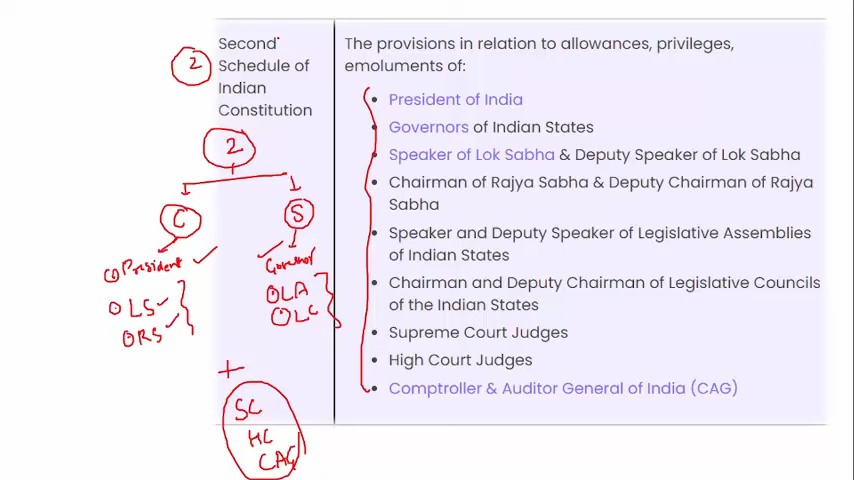 Second
Schedule of
Indian
Constitution
The provisions in relation to allowances, privileges,
emoluments of:
President of India
Governors of Indian States
Speaker of Lok Sabha & Deputy Speaker of Lok Sabha
Chairman of Rajya Sabha & Deputy Chairman of Rajya
Sabha
Speaker and Deputy Speaker of Legislative Assemblies
of Indian States
Chairman and Deputy Chairman of Legislative Councils
of the Indian States
Supreme Court Judges
High Court Judges
Comptroller & Auditor General of India (CAG)
2
2
C
S
President
Governor
LS
LA
RS
LC
+
SC
HC
CAG